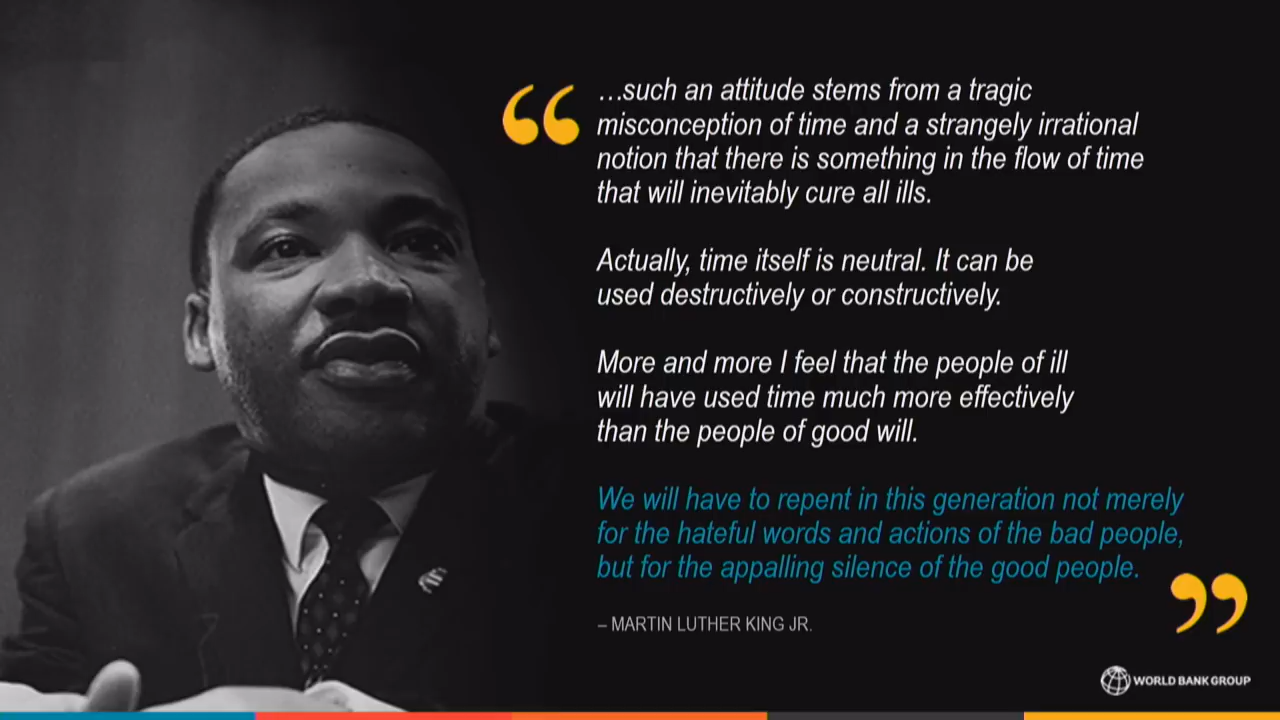 “
…such an attitude stems from a tragic
misconception of time and a strangely irrational
notion that there is something in the flow of time
that will inevitably cure all ills.
Actually, time itself is neutral. It can be
used destructively or constructively.
More and more I feel that the people of ill
will have used time much more effectively
than the people of good will.
We will have to repent in this generation not merely
for the hateful words and actions of the bad people,
but for the appalling silence of the good people.
”
– MARTIN LUTHER KING JR.
WORLD BANK GROUP